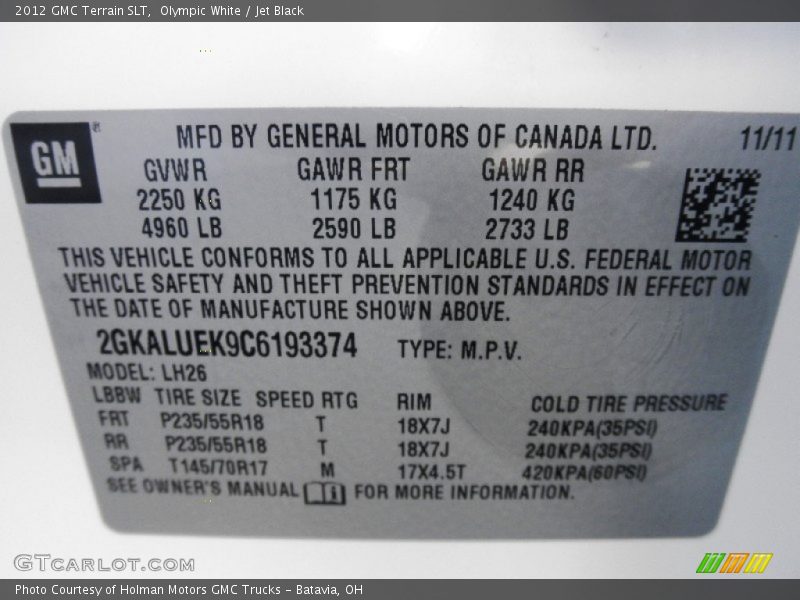 2012 GMC Terrain SLT, Olympic White / Jet Black
GM
MFD BY GENERAL MOTORS OF CANADA LTD. 11/11
GVWR GAWR FRT GAWR RR
2250 KG 1175 KG 1240 KG
4960 LB 2590 LB 2733 LB
THIS VEHICLE CONFORMS TO ALL APPLICABLE U.S. FEDERAL MOTOR
VEHICLE SAFETY AND THEFT PREVENTION STANDARDS IN EFFECT ON
THE DATE OF MANUFACTURE SHOWN ABOVE.
2GKALUEK9C6193374 TYPE: M.P.V.
MODEL: LH26
LBBW TIRE SIZE SPEED RTG RIM COLD TIRE PRESSURE
FRT P235/55R18 T 18X7J 240KPA(35PSI)
RR P235/55R18 T 18X7J 240KPA(35PSI)
SPA T145/70R17 M 17X4.5T 420KPA(60PSI)
SEE OWNER'S MANUAL FOR MORE INFORMATION.
GTCARLOT.COM
Photo Courtesy of Holman Motors GMC Trucks - Batavia, OH